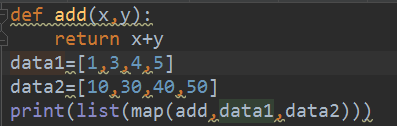 def add(x,y):
    return x+y
data1=[1,3,4,5]
data2=[10,30,40,50]
print(list(map(add,data1,data2)))